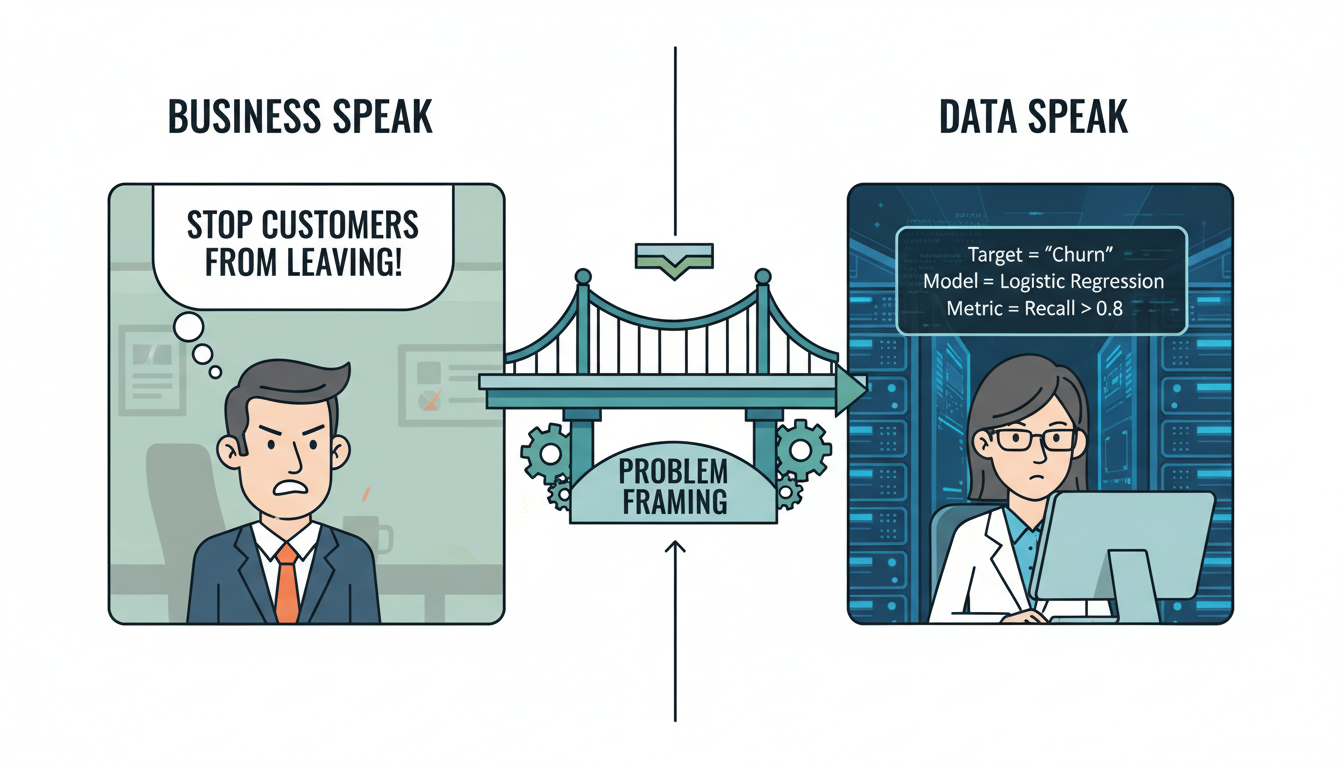 BUSINESS SPEAK
STOP CUSTOMERS
FROM LEAVING!
PROBLEM
FRAMING
DATA SPEAK
Target = “Churn”
Model = Logistic Regression
Metric = Recall > 0.8